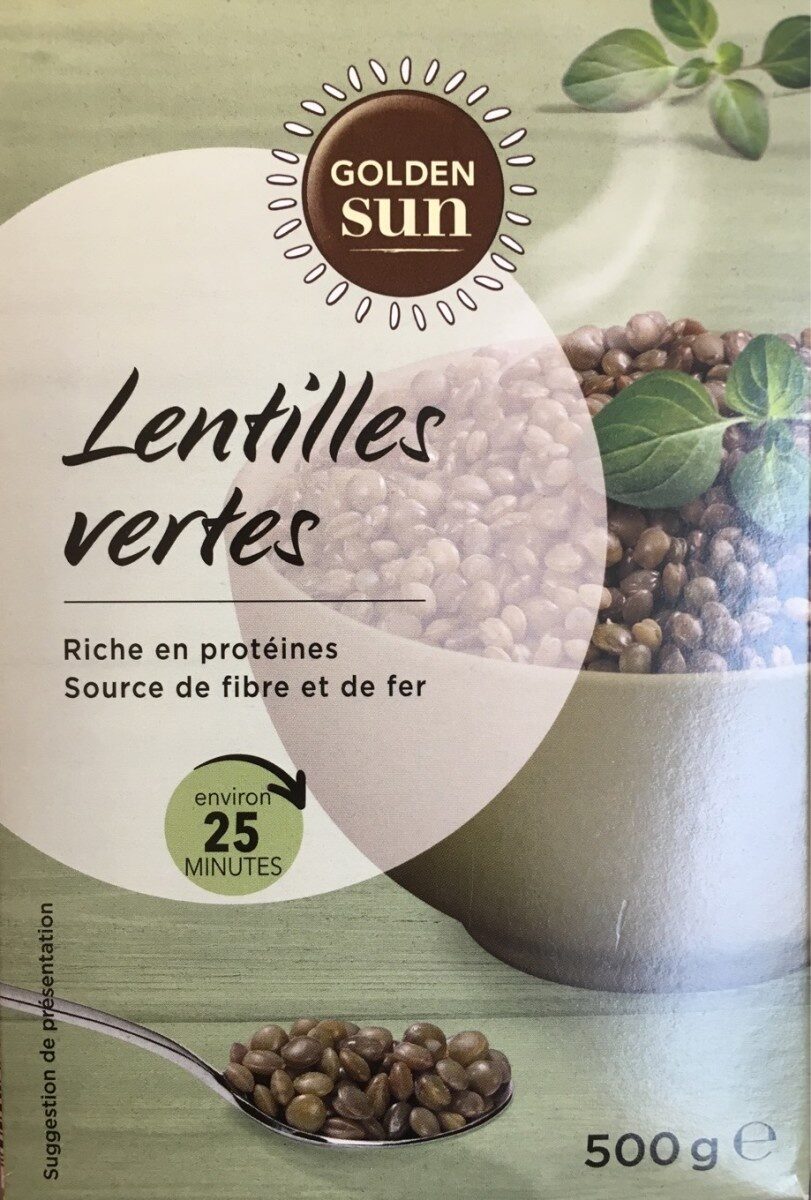 GOLDEN
sun
Lentilles
vertes
Riche en protéines
Source de fibre et de fer
environ
25
MINUTES
Suggestion de présentation
500 g e